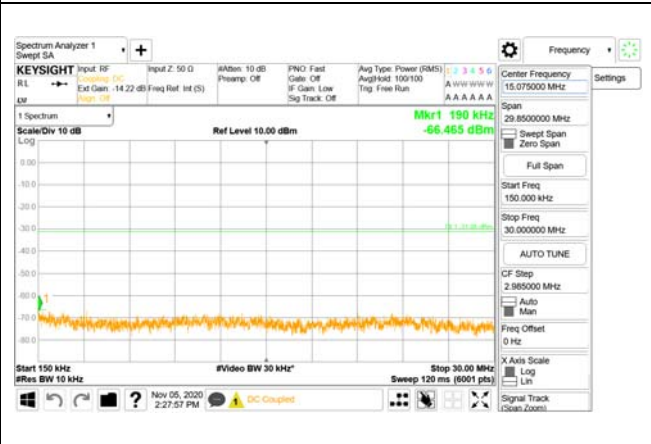 Spectrum Analyzer 1
Swept SA
Frequency
KEYSIGHT
RL
Input: RF
Coupling: DC
Ext Gain: -14.22 dB
Align: Off
Input Z: 50 Ω
Freq Ref: Int (S)
#Atten: 10 dB
Preamp: Off
PNO: Fast
Gate: Off
IF Gain: Low
Sig Track: Off
Avg Type: Power (RMS)
Avg|Hold: 100/100
Trig: Free Run
1 2 3 4 5 6
A W W W W W
A A A A A A
1 Spectrum
Scale/Div 10 dB
Log
Ref Level 10.00 dBm
Mkr1 190 kHz
-66.465 dBm
0.00
-10.0
-20.0
-30.0
-40.0
-50.0
-60.0
-70.0
-80.0
1
Start 150 kHz
#Res BW 10 kHz
#Video BW 30 kHz*
Stop 30.00 MHz
Sweep 120 ms (6001 pts)
Nov 05, 2020
2:27:57 PM
DC Coupled
Center Frequency
15.075000 MHz
Settings
Span
29.8500000 MHz
Swept Span
Zero Span
Full Span
Start Freq
150.000 kHz
Stop Freq
30.000000 MHz
AUTO TUNE
CF Step
2.985000 MHz
Auto
Man
Freq Offset
0 Hz
X Axis Scale
Log
Lin
Signal Track
(Span Zoom)